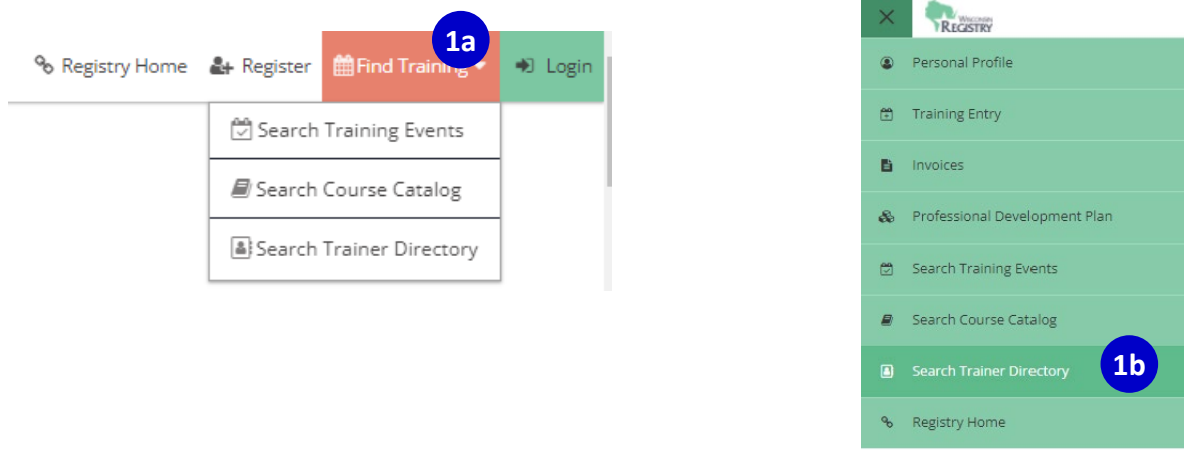 1a
Registry Home
Register
Find Training
Login
Search Training Events
Search Course Catalog
Search Trainer Directory
WISCONSIN
REGISTRY
Personal Profile
Training Entry
Invoices
Professional Development Plan
Search Training Events
Search Course Catalog
Search Trainer Directory
1b
Registry Home